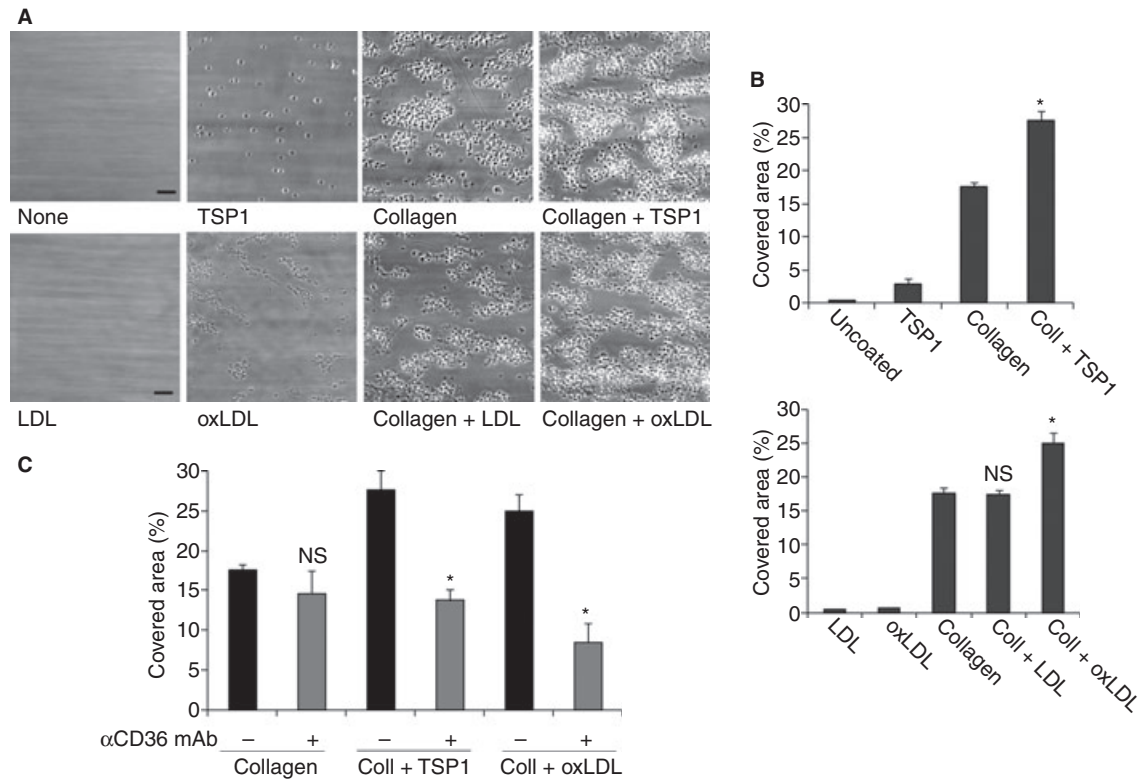 A
None TSP1 Collagen Collagen + TSP1
LDL oxLDL Collagen + LDL Collagen + oxLDL
B
Covered area (%)
30
25
20
15
10
5
0
Uncoated TSP1 Collagen Coll + TSP1
*
Covered area (%)
30
25
20
15
10
5
0
NS *
LDL oxLDL Collagen Coll + LDL Coll + oxLDL
C
Covered area (%)
30
25
20
15
10
5
0
NS * *
αCD36 mAb − + − + − +
Collagen Coll + TSP1 Coll + oxLDL